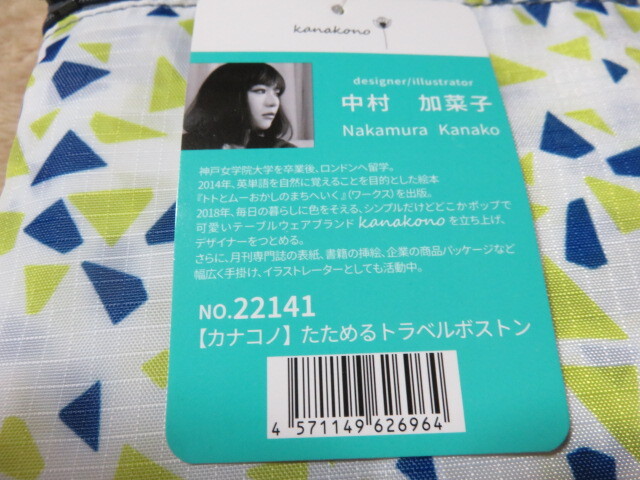 kanakono
designer/illustrator
中村　加菜子
Nakamura Kanako
神戸女学院大学を卒業後、ロンドンへ留学。
2014年、英単語を自然に覚えることを目的とした絵本
『トトとムーおかしのまちへいく』(ワークス)を出版。
2018年、毎日の暮らしに色をそえる、シンプルだけどどこかポップで
可愛いテーブルウェアブランド kanakono を立ち上げ、
デザイナーをつとめる。
さらに、月刊専門誌の表紙、書籍の挿絵、企業の商品パッケージなど
幅広く手掛け、イラストレーターとしても活動中。
NO.22141
【カナコノ】たためるトラベルボストン
4 571149 626964